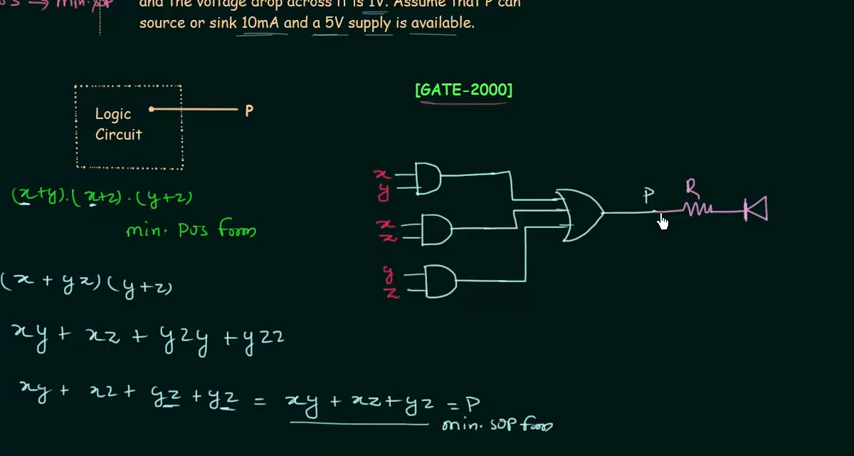 and the voltage drop across it is 1V. Assume that P can
source or sink 10mA and a 5V supply is available.
[GATE-2000]
Logic
Circuit
P
(x+y).(x+z).(y+z)
min. POS form
(x + yz)(y+z)
xy + xz + yzy + yzz
xy + xz + yz + yz = xy + xz + yz = P
min. SOP form
x
y
x
z
y
z
P
R